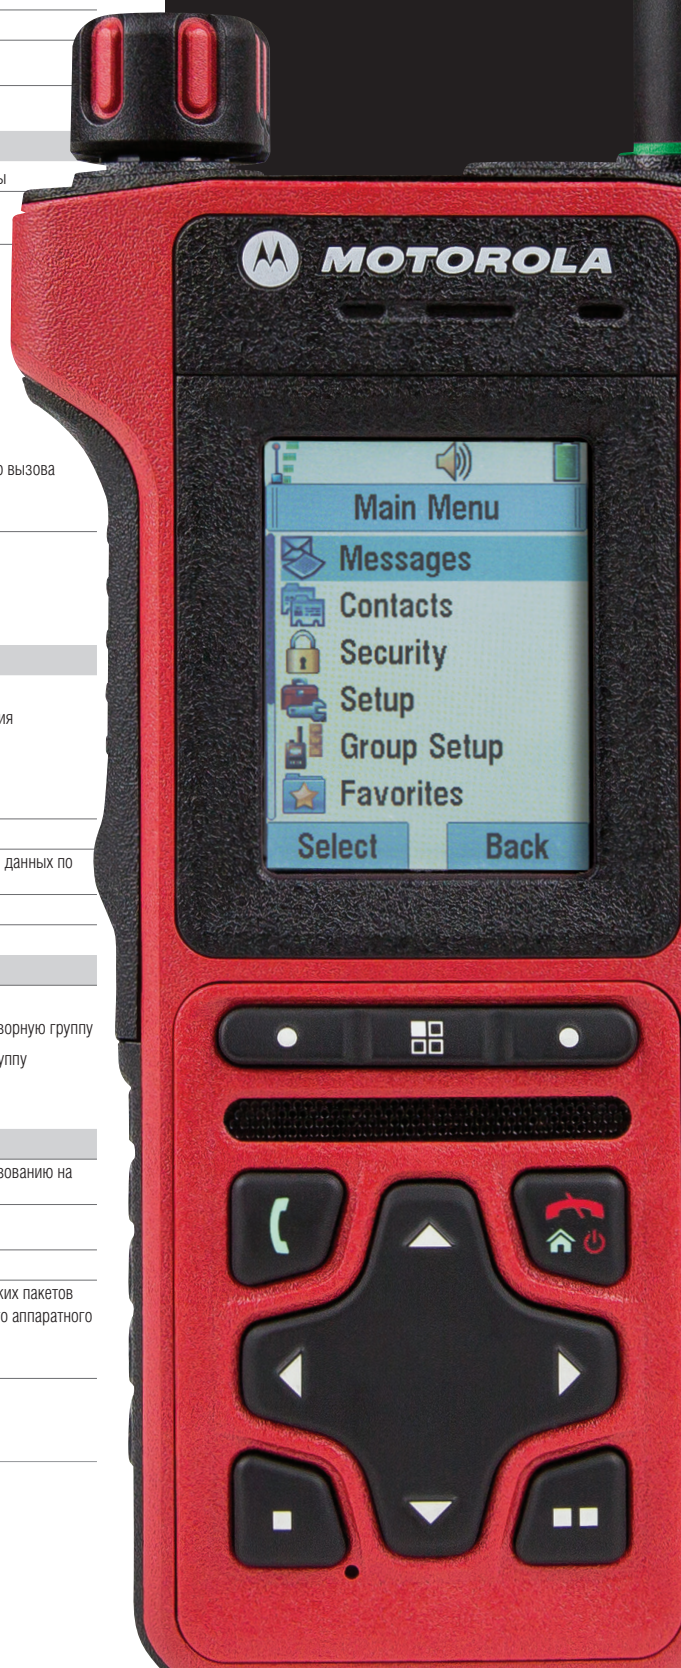 ы
о вызова
ия
данных по
ворную группу
уппу
зованию на
ких пакетов
о аппаратного
MOTOROLA
Main Menu
Messages
Contacts
Security
Setup
Group Setup
Favorites
Select
Back